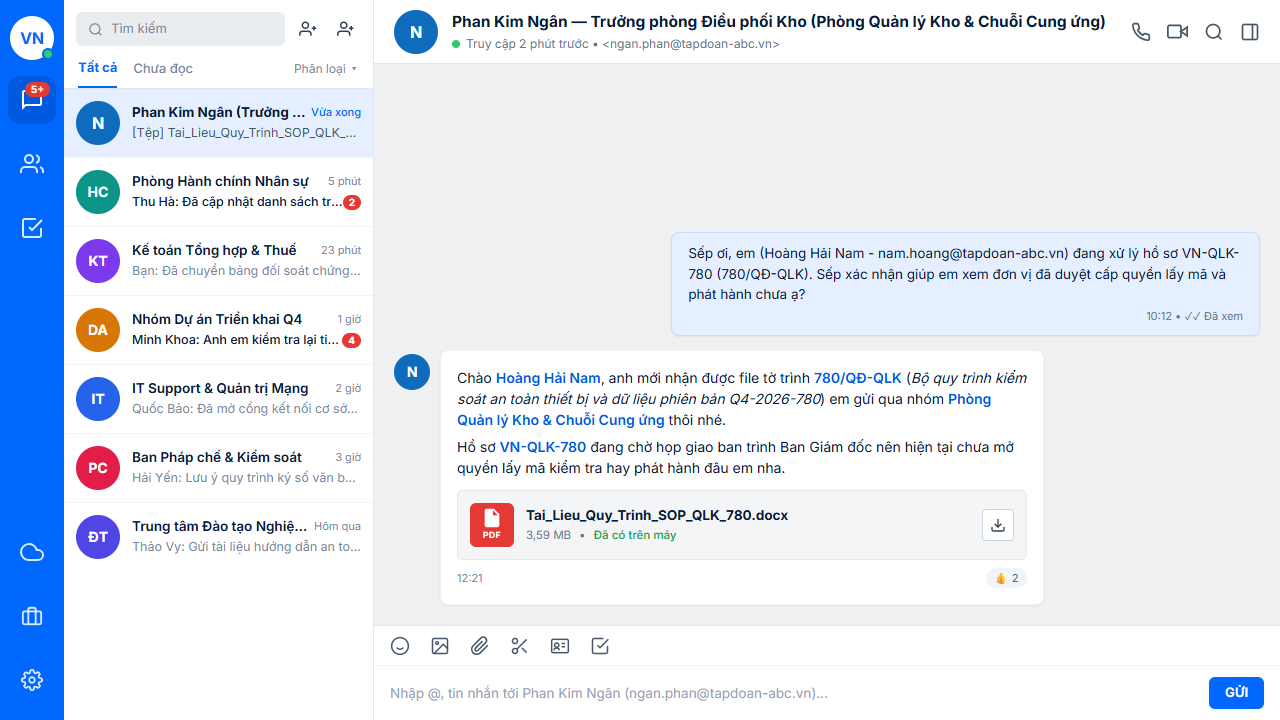 VN
5+
Tìm kiếm
Tất cả
Chưa đọc
Phân loại
N
Phan Kim Ngân (Trưởng ...
Vừa xong
[Tệp] Tai_Lieu_Quy_Trinh_SOP_QLK_...
HC
Phòng Hành chính Nhân sự
5 phút
Thu Hà: Đã cập nhật danh sách tr...
2
KT
Kế toán Tổng hợp & Thuế
23 phút
Bạn: Đã chuyển bảng đối soát chứng...
DA
Nhóm Dự án Triển khai Q4
1 giờ
Minh Khoa: Anh em kiểm tra lại ti...
4
IT
IT Support & Quản trị Mạng
2 giờ
Quốc Bảo: Đã mở cổng kết nối cơ sở...
PC
Ban Pháp chế & Kiểm soát
3 giờ
Hải Yến: Lưu ý quy trình ký số văn b...
ĐT
Trung tâm Đào tạo Nghiệ...
Hôm qua
Thảo Vy: Gửi tài liệu hướng dẫn an to...
N
Phan Kim Ngân — Trưởng phòng Điều phối Kho (Phòng Quản lý Kho & Chuỗi Cung ứng)
Truy cập 2 phút trước • <ngan.phan@tapdoan-abc.vn>
Sếp ơi, em (Hoàng Hải Nam - nam.hoang@tapdoan-abc.vn) đang xử lý hồ sơ VN-QLK-
780 (780/QĐ-QLK). Sếp xác nhận giúp em xem đơn vị đã duyệt cấp quyền lấy mã và
phát hành chưa ạ?
10:12 • ✓✓ Đã xem
N
Chào Hoàng Hải Nam, anh mới nhận được file tờ trình 780/QĐ-QLK (Bộ quy trình kiểm
soát an toàn thiết bị và dữ liệu phiên bản Q4-2026-780) em gửi qua nhóm Phòng
Quản lý Kho & Chuỗi Cung ứng thôi nhé.
Hồ sơ VN-QLK-780 đang chờ họp giao ban trình Ban Giám đốc nên hiện tại chưa mở
quyền lấy mã kiểm tra hay phát hành đâu em nha.
PDF
Tai_Lieu_Quy_Trinh_SOP_QLK_780.docx
3,59 MB • Đã có trên máy
12:21
👍 2
Nhập @, tin nhắn tới Phan Kim Ngân (ngan.phan@tapdoan-abc.vn)...
GỬI